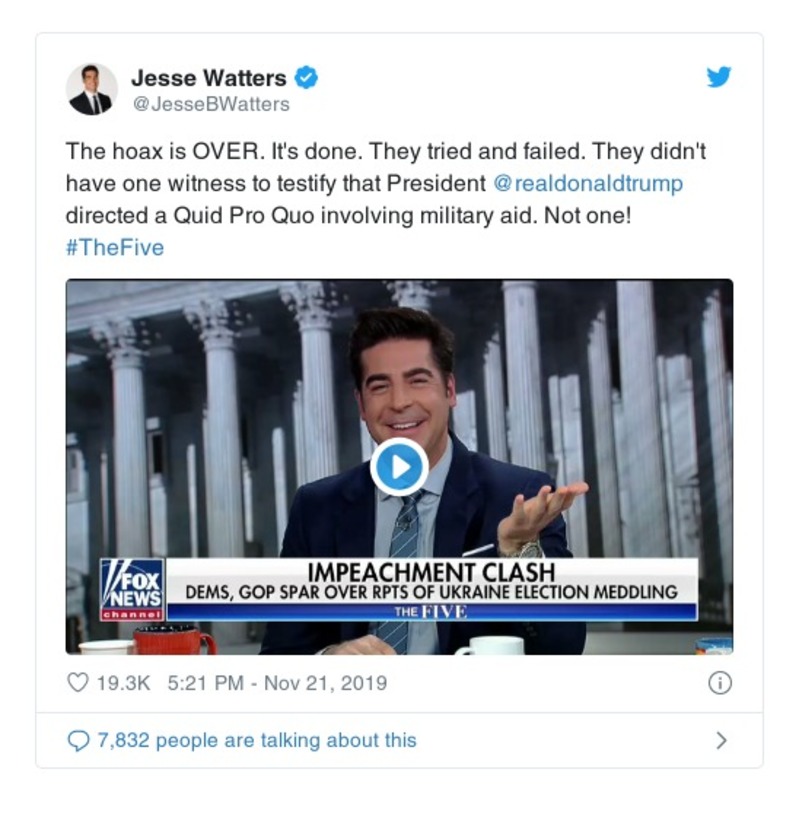 Jesse Watters
@JesseBWatters
The hoax is OVER. It's done. They tried and failed. They didn't
have one witness to testify that President @realdonaldtrump
directed a Quid Pro Quo involving military aid. Not one!
#TheFive
FOX
NEWS
channel
IMPEACHMENT CLASH
DEMS, GOP SPAR OVER RPTS OF UKRAINE ELECTION MEDDLING
THE FIVE
19.3K 5:21 PM - Nov 21, 2019
7,832 people are talking about this